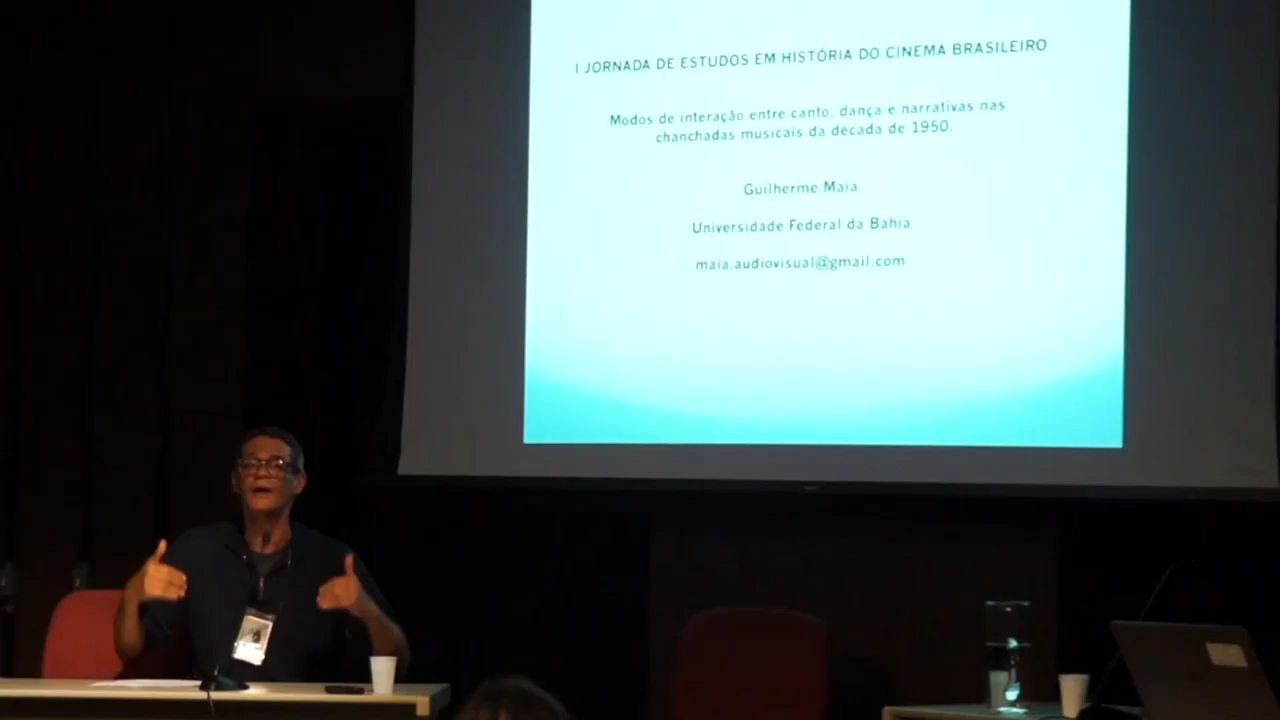 I JORNADA DE ESTUDOS EM HISTÓRIA DO CINEMA BRASILEIRO
Modos de interação entre canto, dança e narrativas nas
chanchadas musicais da década de 1950.
Guilherme Maia
Universidade Federal da Bahia
maia.audiovisual@gmail.com